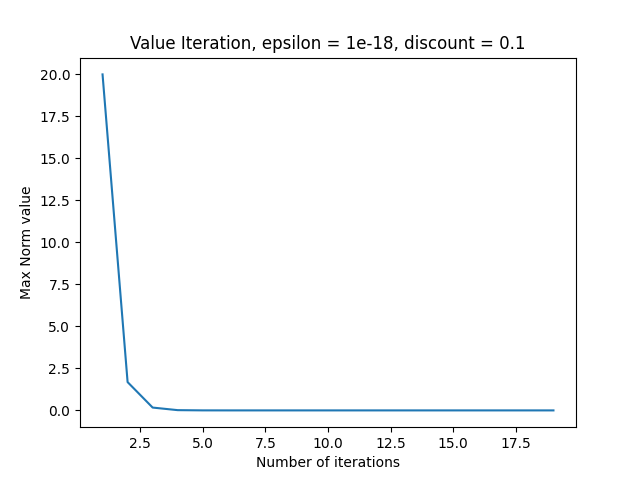 Value Iteration, epsilon = 1e-18, discount = 0.1
20.0
17.5
15.0
12.5
10.0
7.5
5.0
2.5
0.0
Max Norm value
2.5 5.0 7.5 10.0 12.5 15.0 17.5
Number of iterations